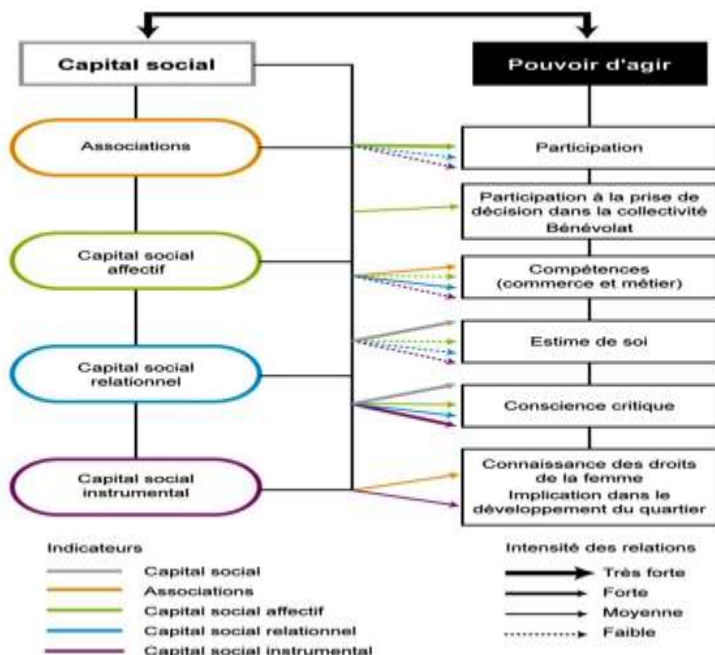 Capital social
Pouvoir d'agir
Associations
Participation
Participation à la prise de
décision dans la collectivité
Bénévolat
Capital social
affectif
Compétences
(commerce et métier)
Estime de soi
Capital social
relationnel
Conscience critique
Capital social
instrumental
Connaissance des droits
de la femme
Implication dans le
développement du quartier
Indicateurs
Capital social
Associations
Capital social affectif
Capital social relationnel
Capital social instrumental
Intensité des relations
Très forte
Forte
Moyenne
Faible